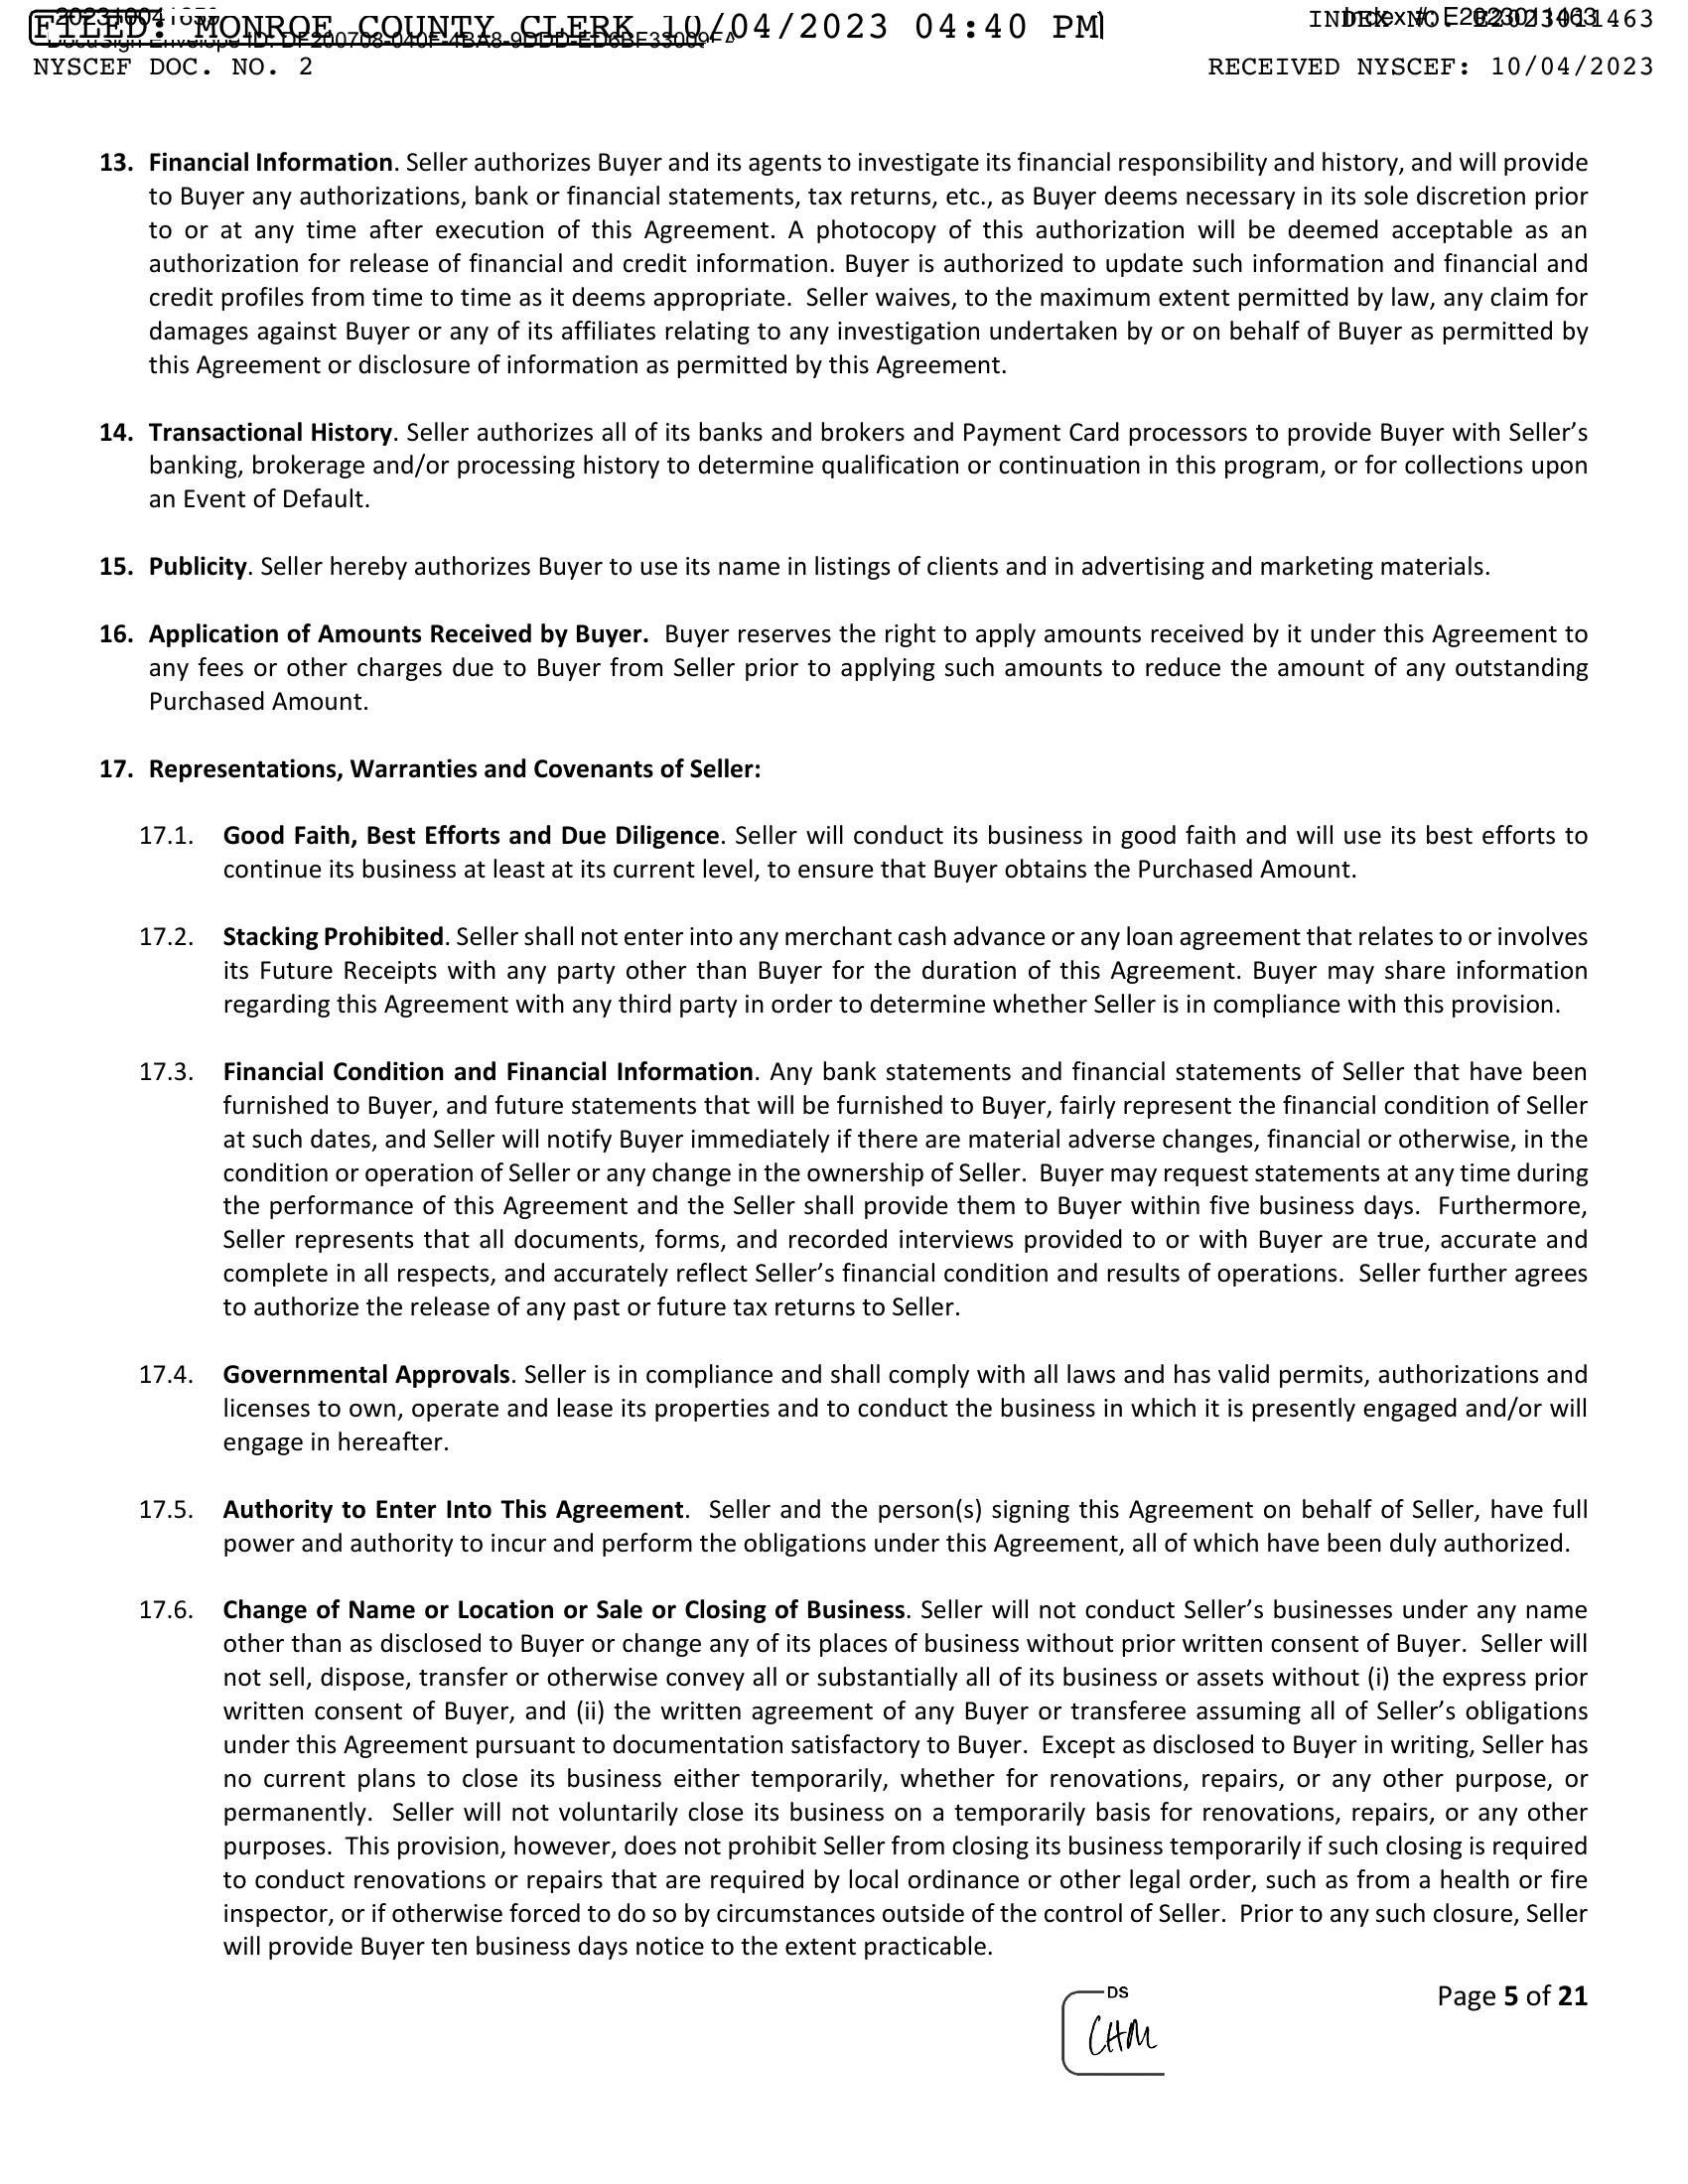 FILED: MONROE COUNTY CLERK 10/04/2023 04:40 PM
INDEX NO. E2023011463
Index #: E2023011463
NYSCEF DOC. NO. 2
RECEIVED NYSCEF: 10/04/2023
13. Financial Information. Seller authorizes Buyer and its agents to investigate its financial responsibility and history, and will provide
to Buyer any authorizations, bank or financial statements, tax returns, etc., as Buyer deems necessary in its sole discretion prior
to or at any time after execution of this Agreement. A photocopy of this authorization will be deemed acceptable as an
authorization for release of financial and credit information. Buyer is authorized to update such information and financial and
credit profiles from time to time as it deems appropriate. Seller waives, to the maximum extent permitted by law, any claim for
damages against Buyer or any of its affiliates relating to any investigation undertaken by or on behalf of Buyer as permitted by
this Agreement or disclosure of information as permitted by this Agreement.
14. Transactional History. Seller authorizes all of its banks and brokers and Payment Card processors to provide Buyer with Seller’s
banking, brokerage and/or processing history to determine qualification or continuation in this program, or for collections upon
an Event of Default.
15. Publicity. Seller hereby authorizes Buyer to use its name in listings of clients and in advertising and marketing materials.
16. Application of Amounts Received by Buyer. Buyer reserves the right to apply amounts received by it under this Agreement to
any fees or other charges due to Buyer from Seller prior to applying such amounts to reduce the amount of any outstanding
Purchased Amount.
17. Representations, Warranties and Covenants of Seller:
17.1. Good Faith, Best Efforts and Due Diligence. Seller will conduct its business in good faith and will use its best efforts to
continue its business at least at its current level, to ensure that Buyer obtains the Purchased Amount.
17.2. Stacking Prohibited. Seller shall not enter into any merchant cash advance or any loan agreement that relates to or involves
its Future Receipts with any party other than Buyer for the duration of this Agreement. Buyer may share information
regarding this Agreement with any third party in order to determine whether Seller is in compliance with this provision.
17.3. Financial Condition and Financial Information. Any bank statements and financial statements of Seller that have been
furnished to Buyer, and future statements that will be furnished to Buyer, fairly represent the financial condition of Seller
at such dates, and Seller will notify Buyer immediately if there are material adverse changes, financial or otherwise, in the
condition or operation of Seller or any change in the ownership of Seller. Buyer may request statements at any time during
the performance of this Agreement and the Seller shall provide them to Buyer within five business days. Furthermore,
Seller represents that all documents, forms, and recorded interviews provided to or with Buyer are true, accurate and
complete in all respects, and accurately reflect Seller’s financial condition and results of operations. Seller further agrees
to authorize the release of any past or future tax returns to Seller.
17.4. Governmental Approvals. Seller is in compliance and shall comply with all laws and has valid permits, authorizations and
licenses to own, operate and lease its properties and to conduct the business in which it is presently engaged and/or will
engage in hereafter.
17.5. Authority to Enter Into This Agreement. Seller and the person(s) signing this Agreement on behalf of Seller, have full
power and authority to incur and perform the obligations under this Agreement, all of which have been duly authorized.
17.6. Change of Name or Location or Sale or Closing of Business. Seller will not conduct Seller’s businesses under any name
other than as disclosed to Buyer or change any of its places of business without prior written consent of Buyer. Seller will
not sell, dispose, transfer or otherwise convey all or substantially all of its business or assets without (i) the express prior
written consent of Buyer, and (ii) the written agreement of any Buyer or transferee assuming all of Seller’s obligations
under this Agreement pursuant to documentation satisfactory to Buyer. Except as disclosed to Buyer in writing, Seller has
no current plans to close its business either temporarily, whether for renovations, repairs, or any other purpose, or
permanently. Seller will not voluntarily close its business on a temporarily basis for renovations, repairs, or any other
purposes. This provision, however, does not prohibit Seller from closing its business temporarily if such closing is required
to conduct renovations or repairs that are required by local ordinance or other legal order, such as from a health or fire
inspector, or if otherwise forced to do so by circumstances outside of the control of Seller. Prior to any such closure, Seller
will provide Buyer ten business days notice to the extent practicable.
DS
CHM
Page 5 of 21